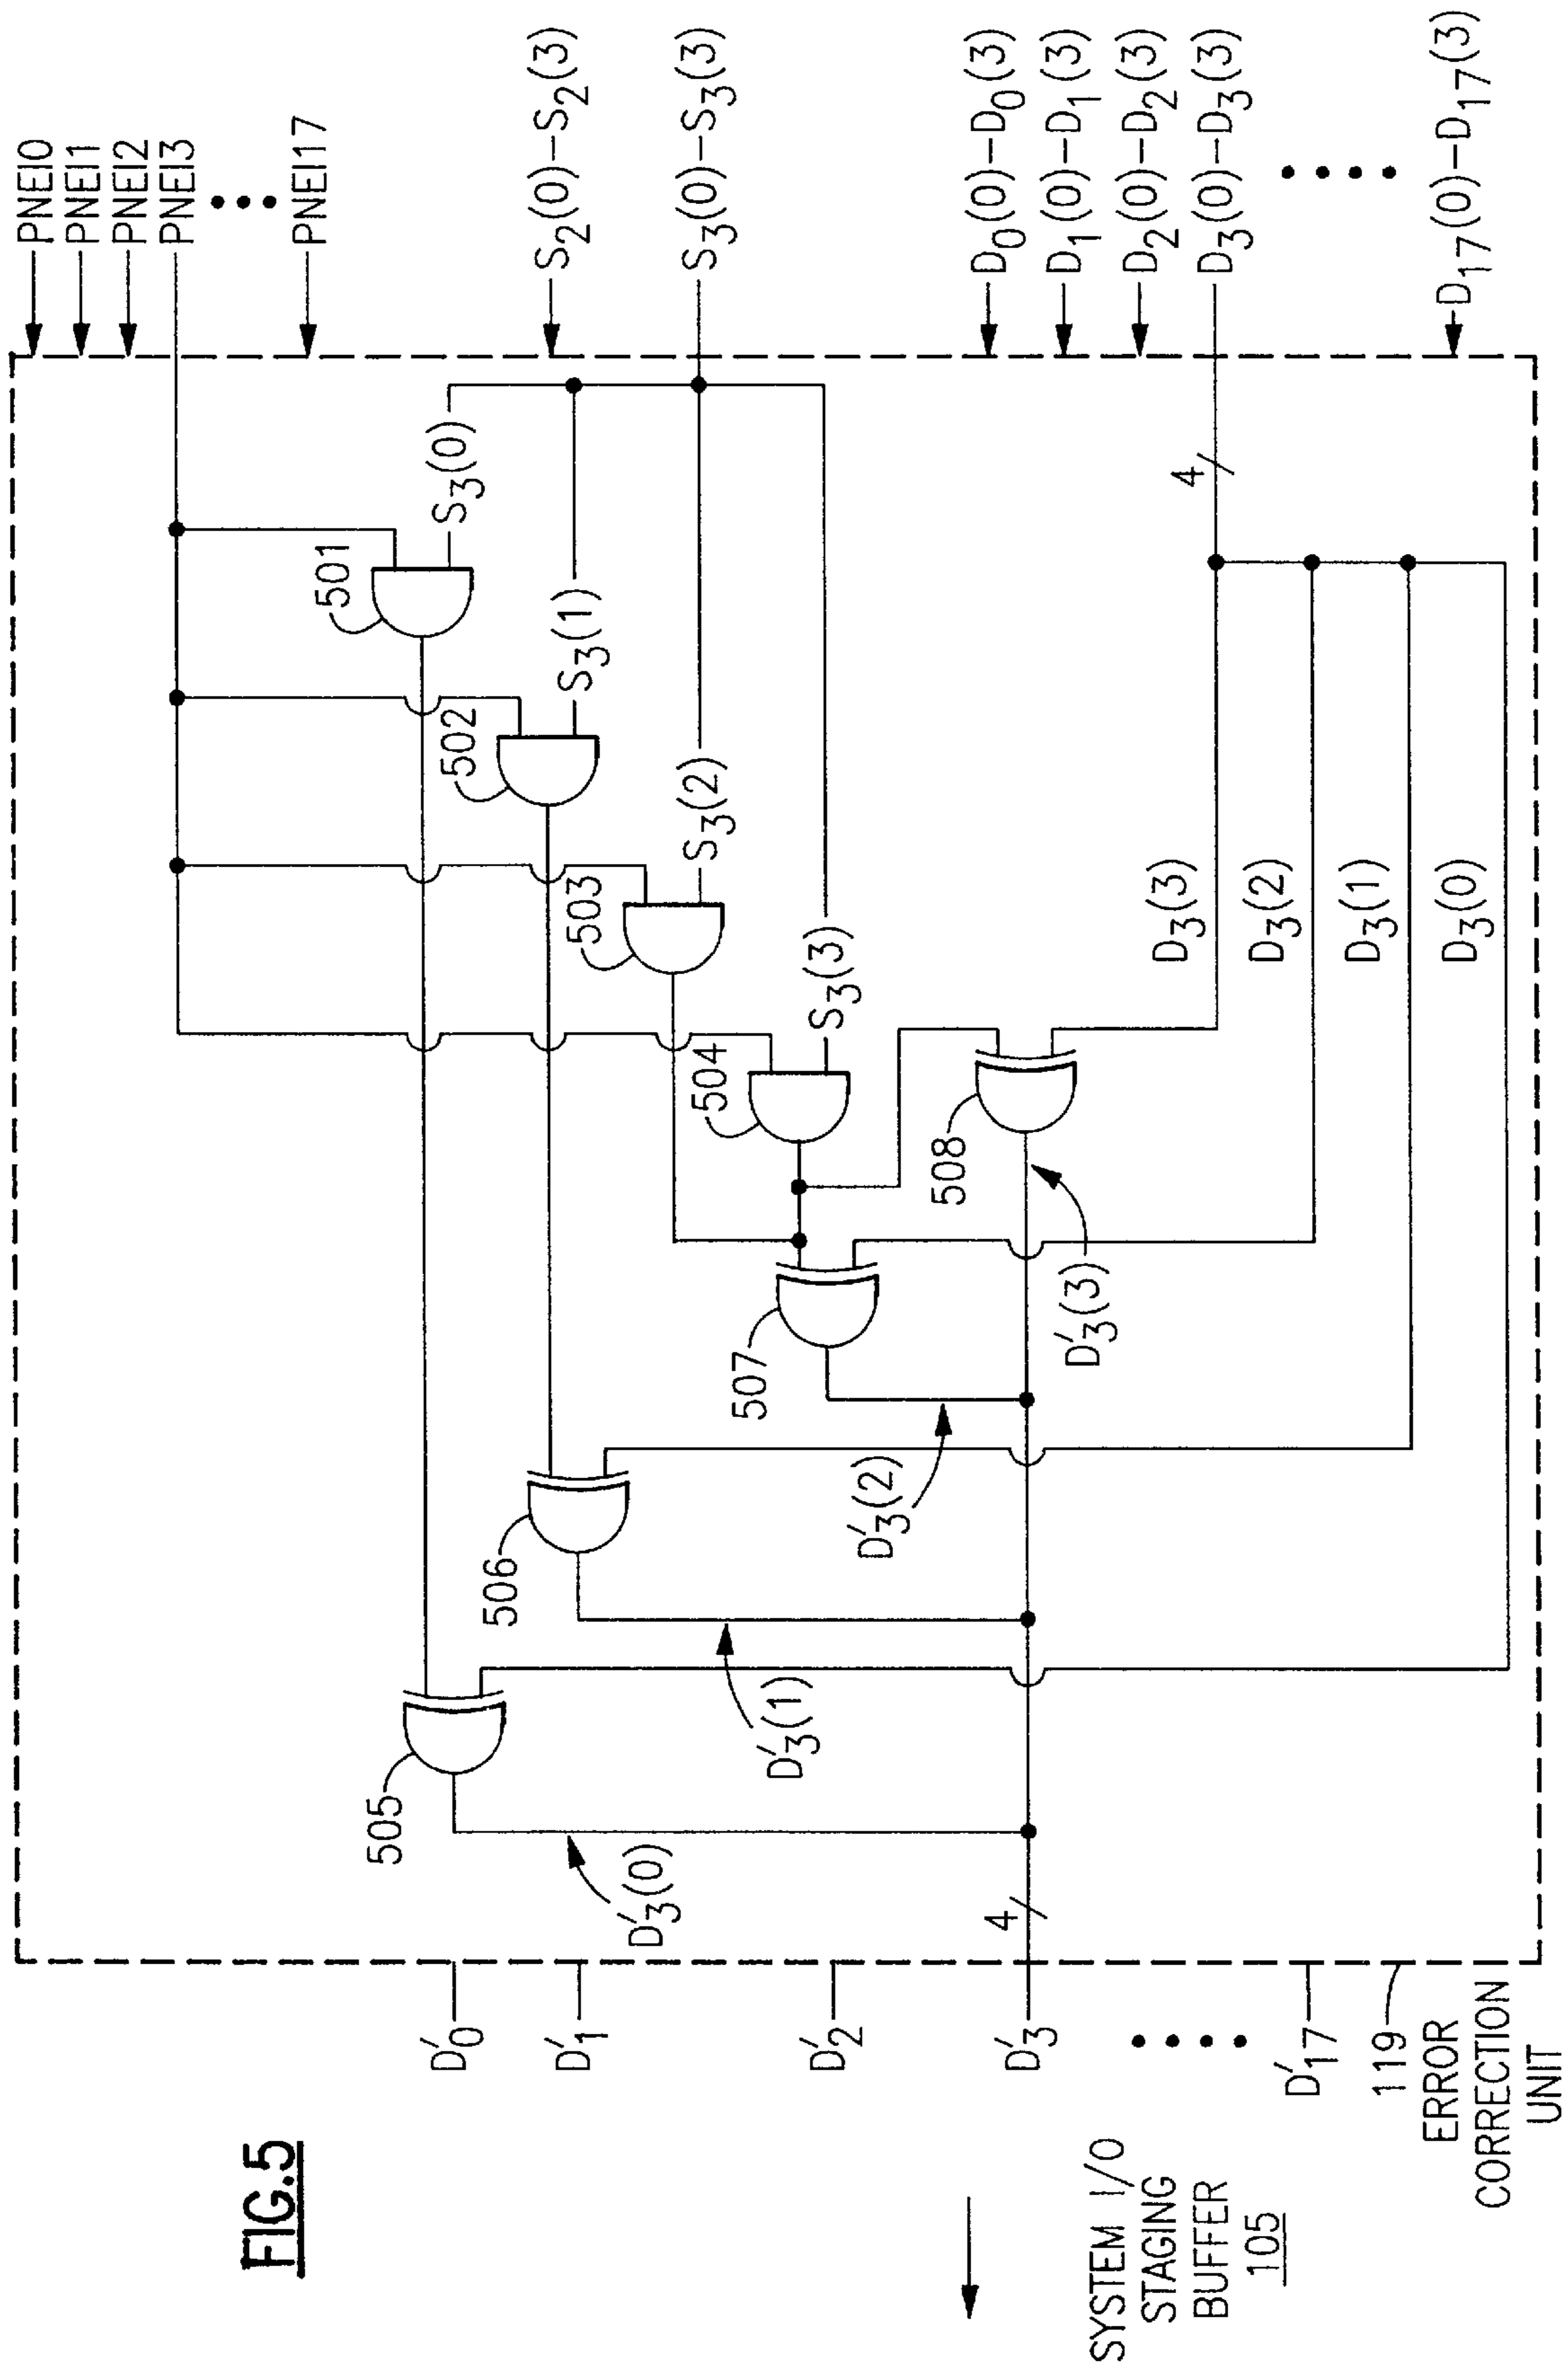 FIG.5
PNEI0
PNEI1
PNEI2
PNEI3
PNEI17
S2(0)–S2(3)
S3(0)–S3(3)
D0(0)–D0(3)
D1(0)–D1(3)
D2(0)–D2(3)
D3(0)–D3(3)
D17(0)–D17(3)
501
S3(0)
502
S3(1)
503
S3(2)
504
S3(3)
4
D3(3)
D3(2)
D3(1)
D3(0)
508
D'3(3)
507
D'3(2)
506
D'3(1)
505
D'3(0)
4
D'0
D'1
D'2
D'3
D'17
119
ERROR
CORRECTION
UNIT
SYSTEM I/O
STAGING
BUFFER
105